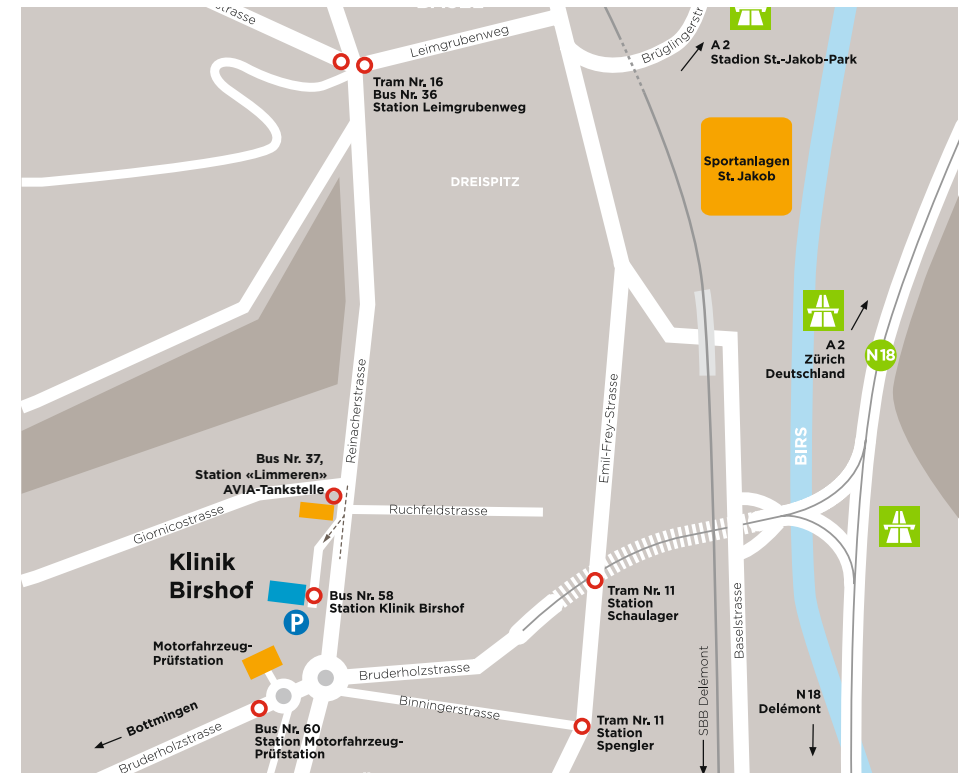 strasse
Leimgrubenweg
Brüglingerstr
A 2
Stadion St.-Jakob-Park
Tram Nr. 16
Bus Nr. 36
Station Leimgrubenweg
Sportanlagen
St. Jakob
DREISPITZ
A 2
Zürich
Deutschland
N 18
Reinacherstrasse
Emil-Frey-Strasse
BIRS
Bus Nr. 37,
Station «Limmeren»
AVIA-Tankstelle
Giornicostrasse
Ruchfeldstrasse
Klinik
Birshof
Bus Nr. 58
Station Klinik Birshof
P
Tram Nr. 11
Station
Schaulager
Baselstrasse
Motorfahrzeug-
Prüfstation
Bruderholzstrasse
Binningerstrasse
SBB Delémont
N 18
Delémont
Bottmingen
Bruderholzstrasse
Bus Nr. 60
Station Motorfahrzeug-
Prüfstation
Tram Nr. 11
Station
Spengler